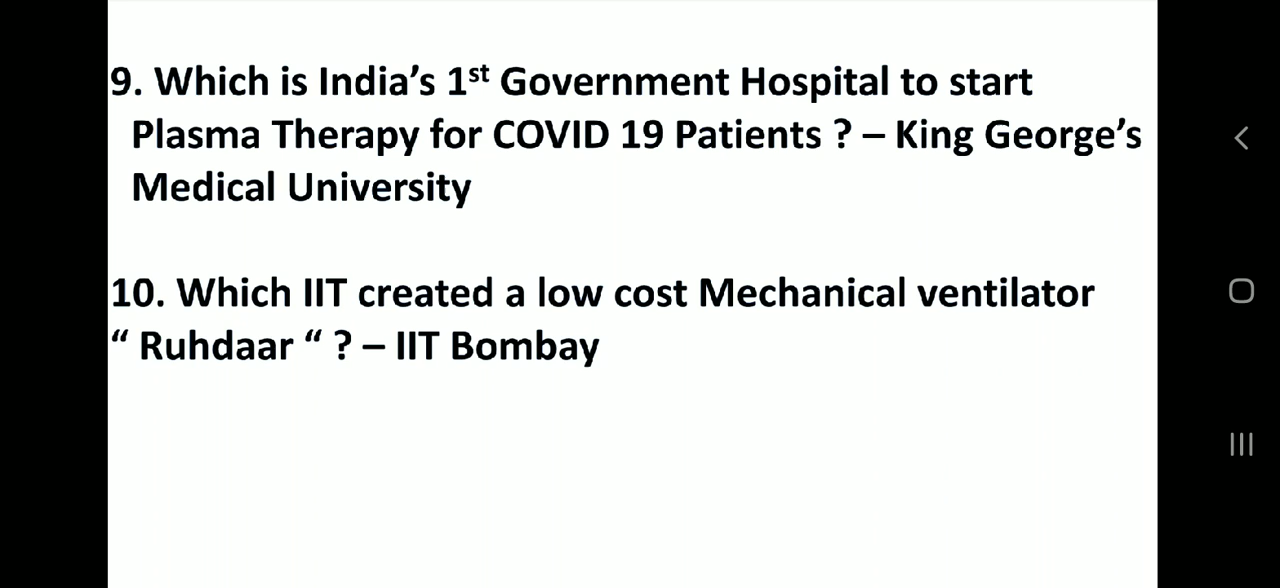 9. Which is India’s 1st Government Hospital to start
Plasma Therapy for COVID 19 Patients ? – King George’s
Medical University
10. Which IIT created a low cost Mechanical ventilator
“ Ruhdaar “ ? – IIT Bombay